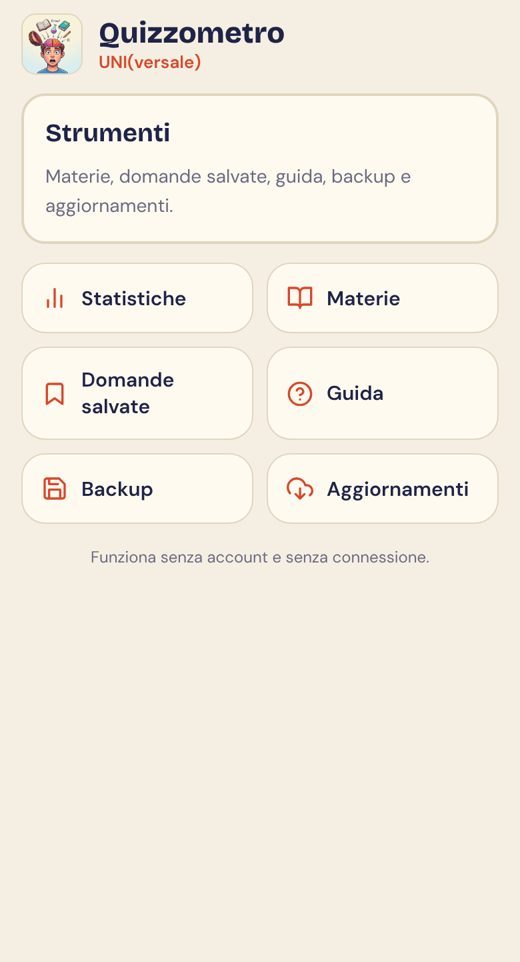 Quizzometro
UNI(versale)
Strumenti
Materie, domande salvate, guida, backup e
aggiornamenti.
Statistiche
Materie
Domande
salvate
Guida
Backup
Aggiornamenti
Funziona senza account e senza connessione.